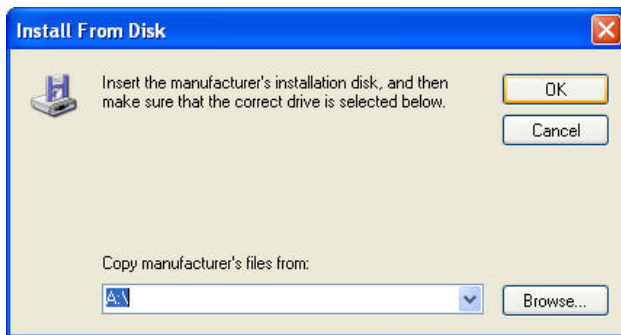 Install From Disk
Insert the manufacturer's installation disk, and then
make sure that the correct drive is selected below.
OK
Cancel
Copy manufacturer's files from:
A:\
Browse...